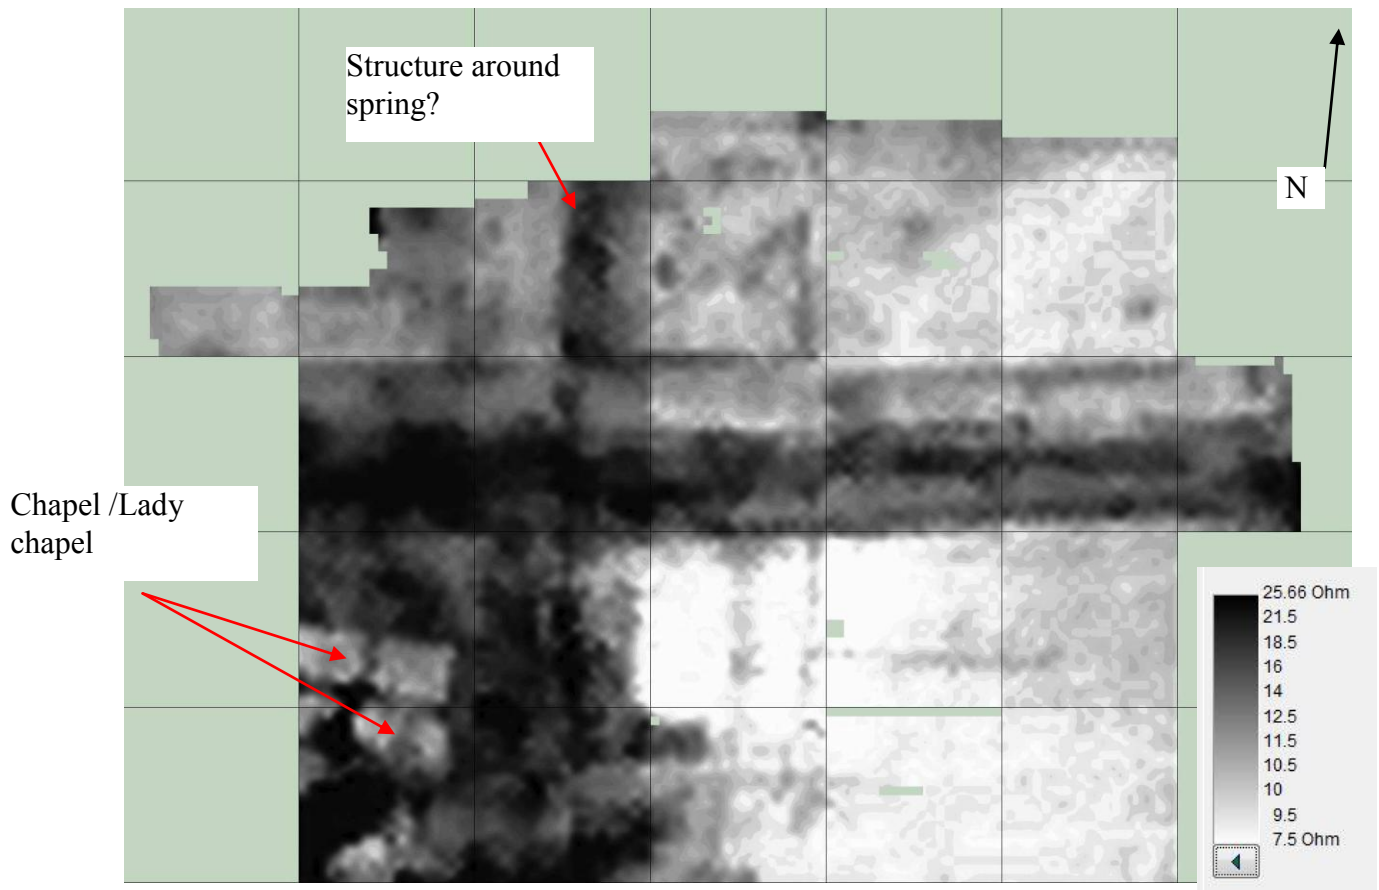 Structure around
spring?
N
Chapel /Lady
chapel
25.66 Ohm
21.5
18.5
16
14
12.5
11.5
10.5
10
9.5
7.5 Ohm